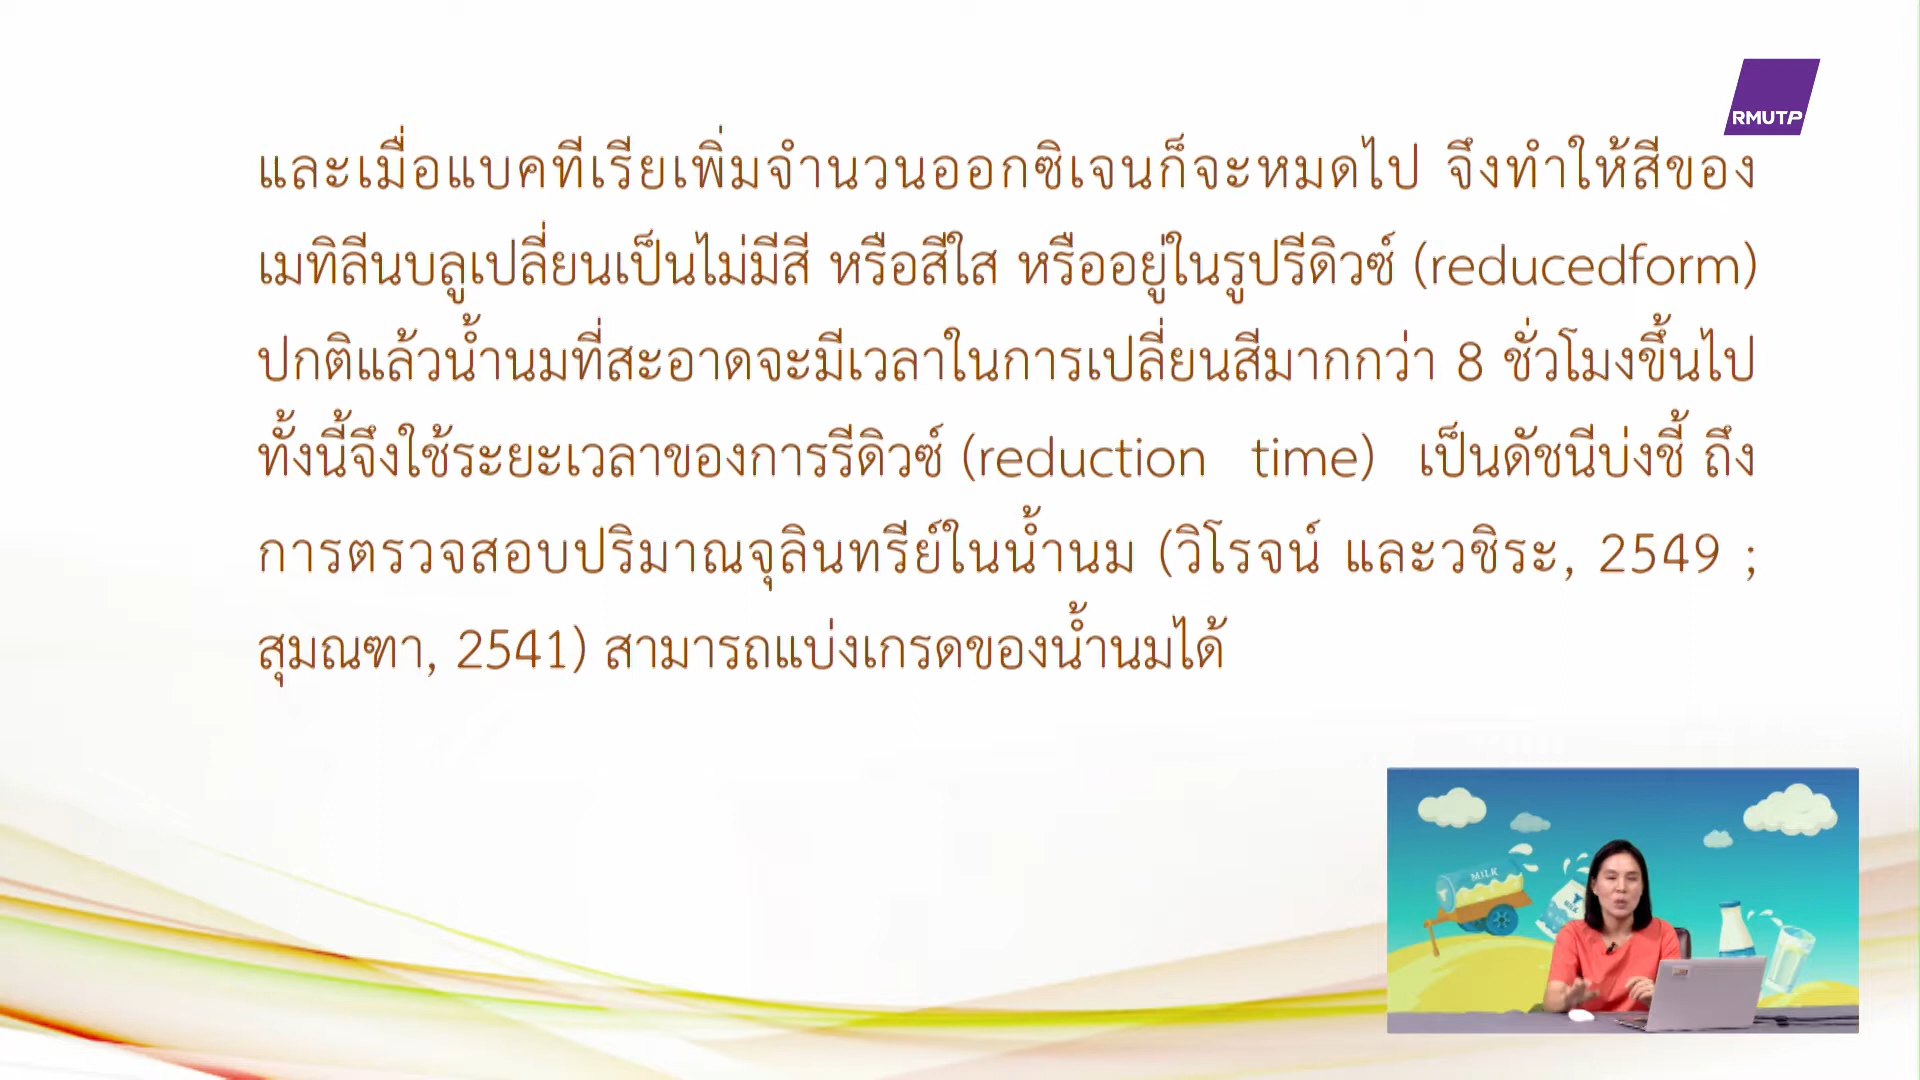 RMUTP
และเมื่อแบคทีเรียเพิ่มจำนวนออกซิเจนก็จะหมดไป จึงทำให้สีของ
เมทิลีนบลูเปลี่ยนเป็นไม่มีสี หรือสีใส หรืออยู่ในรูปรีดิวซ์ (reducedform)
ปกติแล้วน้ำนมที่สะอาดจะมีเวลาในการเปลี่ยนสีมากกว่า 8 ชั่วโมงขึ้นไป
ทั้งนี้จึงใช้ระยะเวลาของการรีดิวซ์ (reduction time) เป็นดัชนีบ่งชี้ ถึง
การตรวจสอบปริมาณจุลินทรีย์ในน้ำนม (วิโรจน์ และวชิระ, 2549 ;
สุมณฑา, 2541) สามารถแบ่งเกรดของน้ำนมได้
MILK